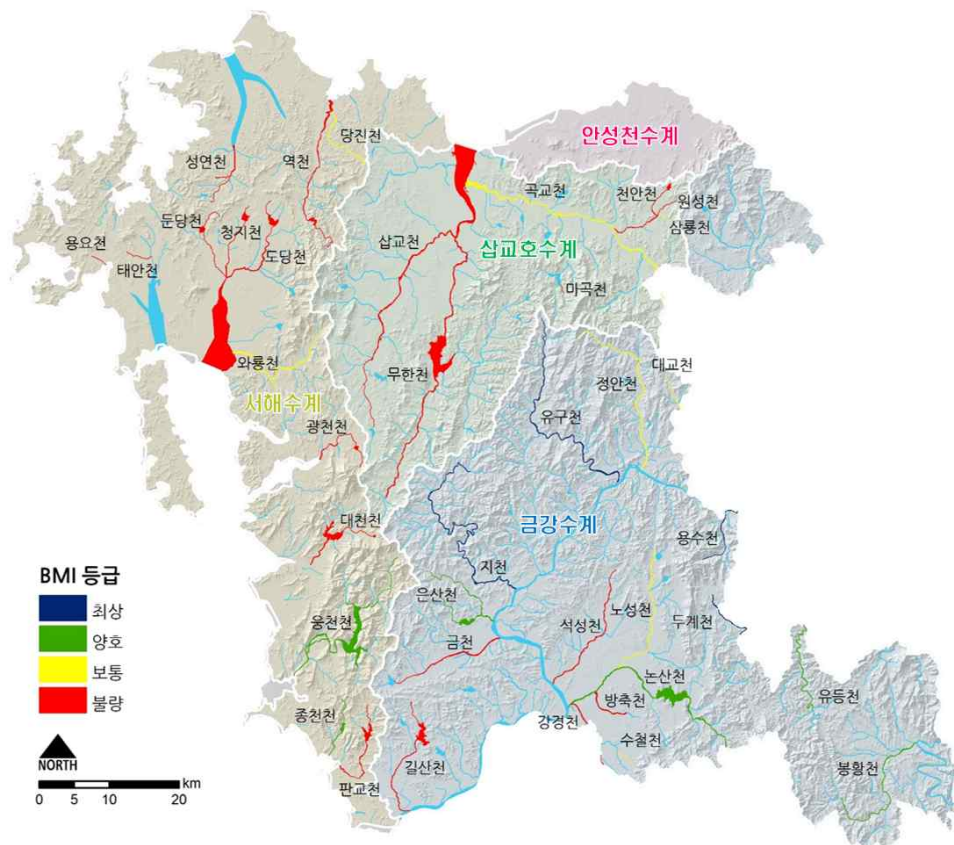 안성천수계
당진천
성연천
역천
곡교천
천안천
원성천
삼룡천
둔당천
청지천
도당천
용요천
태안천
삽교천
삽교호수계
마곡천
와룡천
서해수계
무한천
대교천
정안천
유구천
광천천
대천천
금강수계
용수천
지천
은산천
노성천
석성천
두계천
웅천천
금천
논산천
방축천
강경천
수철천
유등천
종천천
길산천
판교천
봉황천
BMI 등급
최상
양호
보통
불량
NORTH
km
0 5 10 20